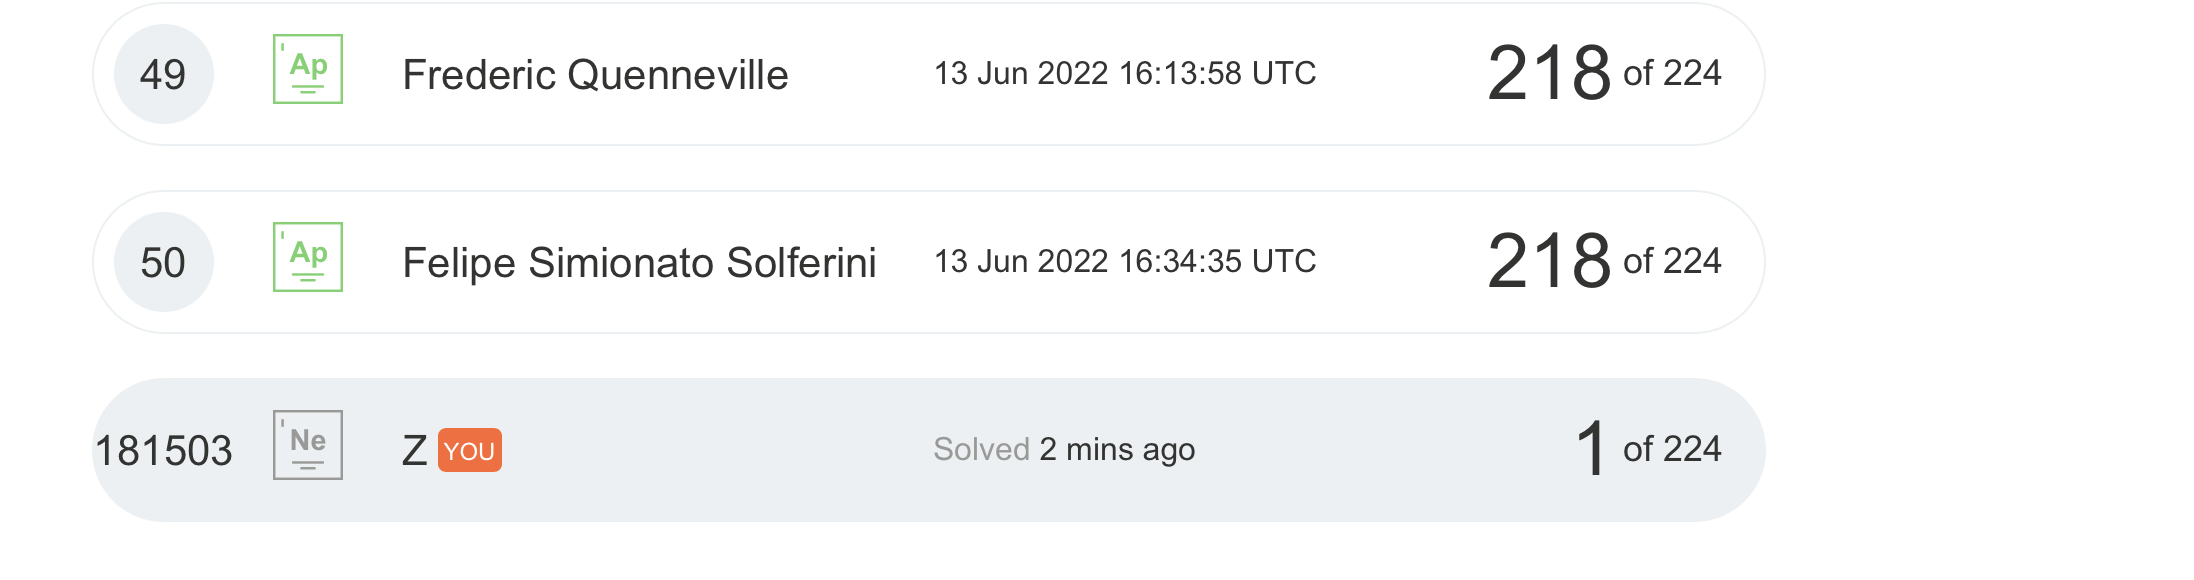 49 Ap Frederic Quenneville 13 Jun 2022 16:13:58 UTC 218 of 224
50 Ap Felipe Simionato Solferini 13 Jun 2022 16:34:35 UTC 218 of 224
181503 Ne Z YOU Solved 2 mins ago 1 of 224